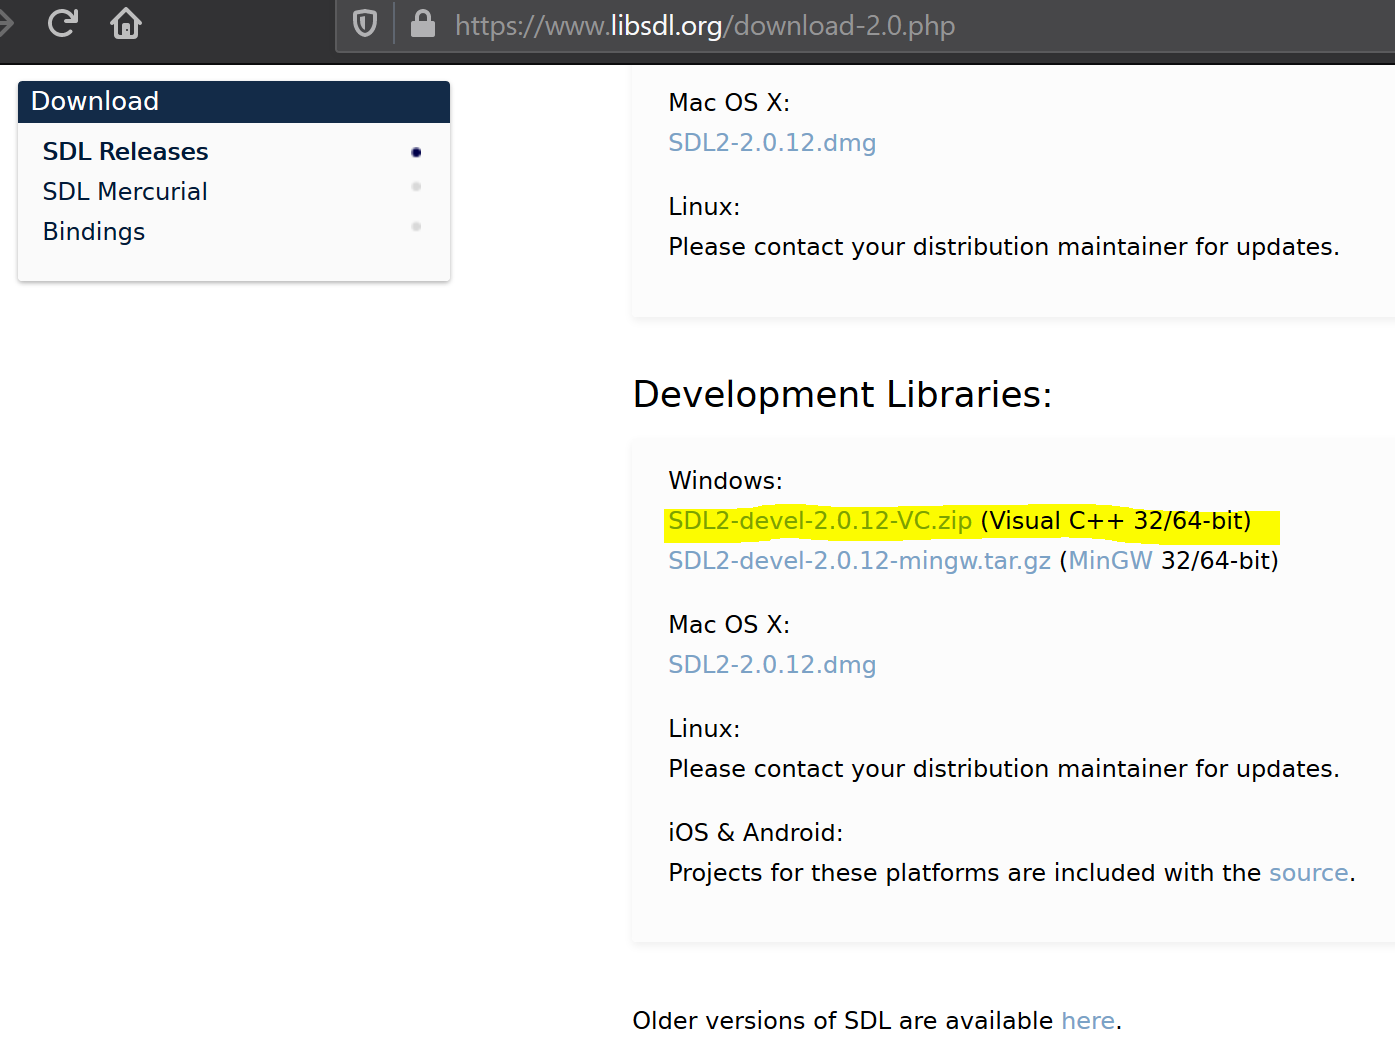 https://www.libsdl.org/download-2.0.php
Download
SDL Releases
SDL Mercurial
Bindings
Mac OS X:
SDL2-2.0.12.dmg
Linux:
Please contact your distribution maintainer for updates.
Development Libraries:
Windows:
SDL2-devel-2.0.12-VC.zip (Visual C++ 32/64-bit)
SDL2-devel-2.0.12-mingw.tar.gz (MinGW 32/64-bit)
Mac OS X:
SDL2-2.0.12.dmg
Linux:
Please contact your distribution maintainer for updates.
iOS & Android:
Projects for these platforms are included with the source.
Older versions of SDL are available here.